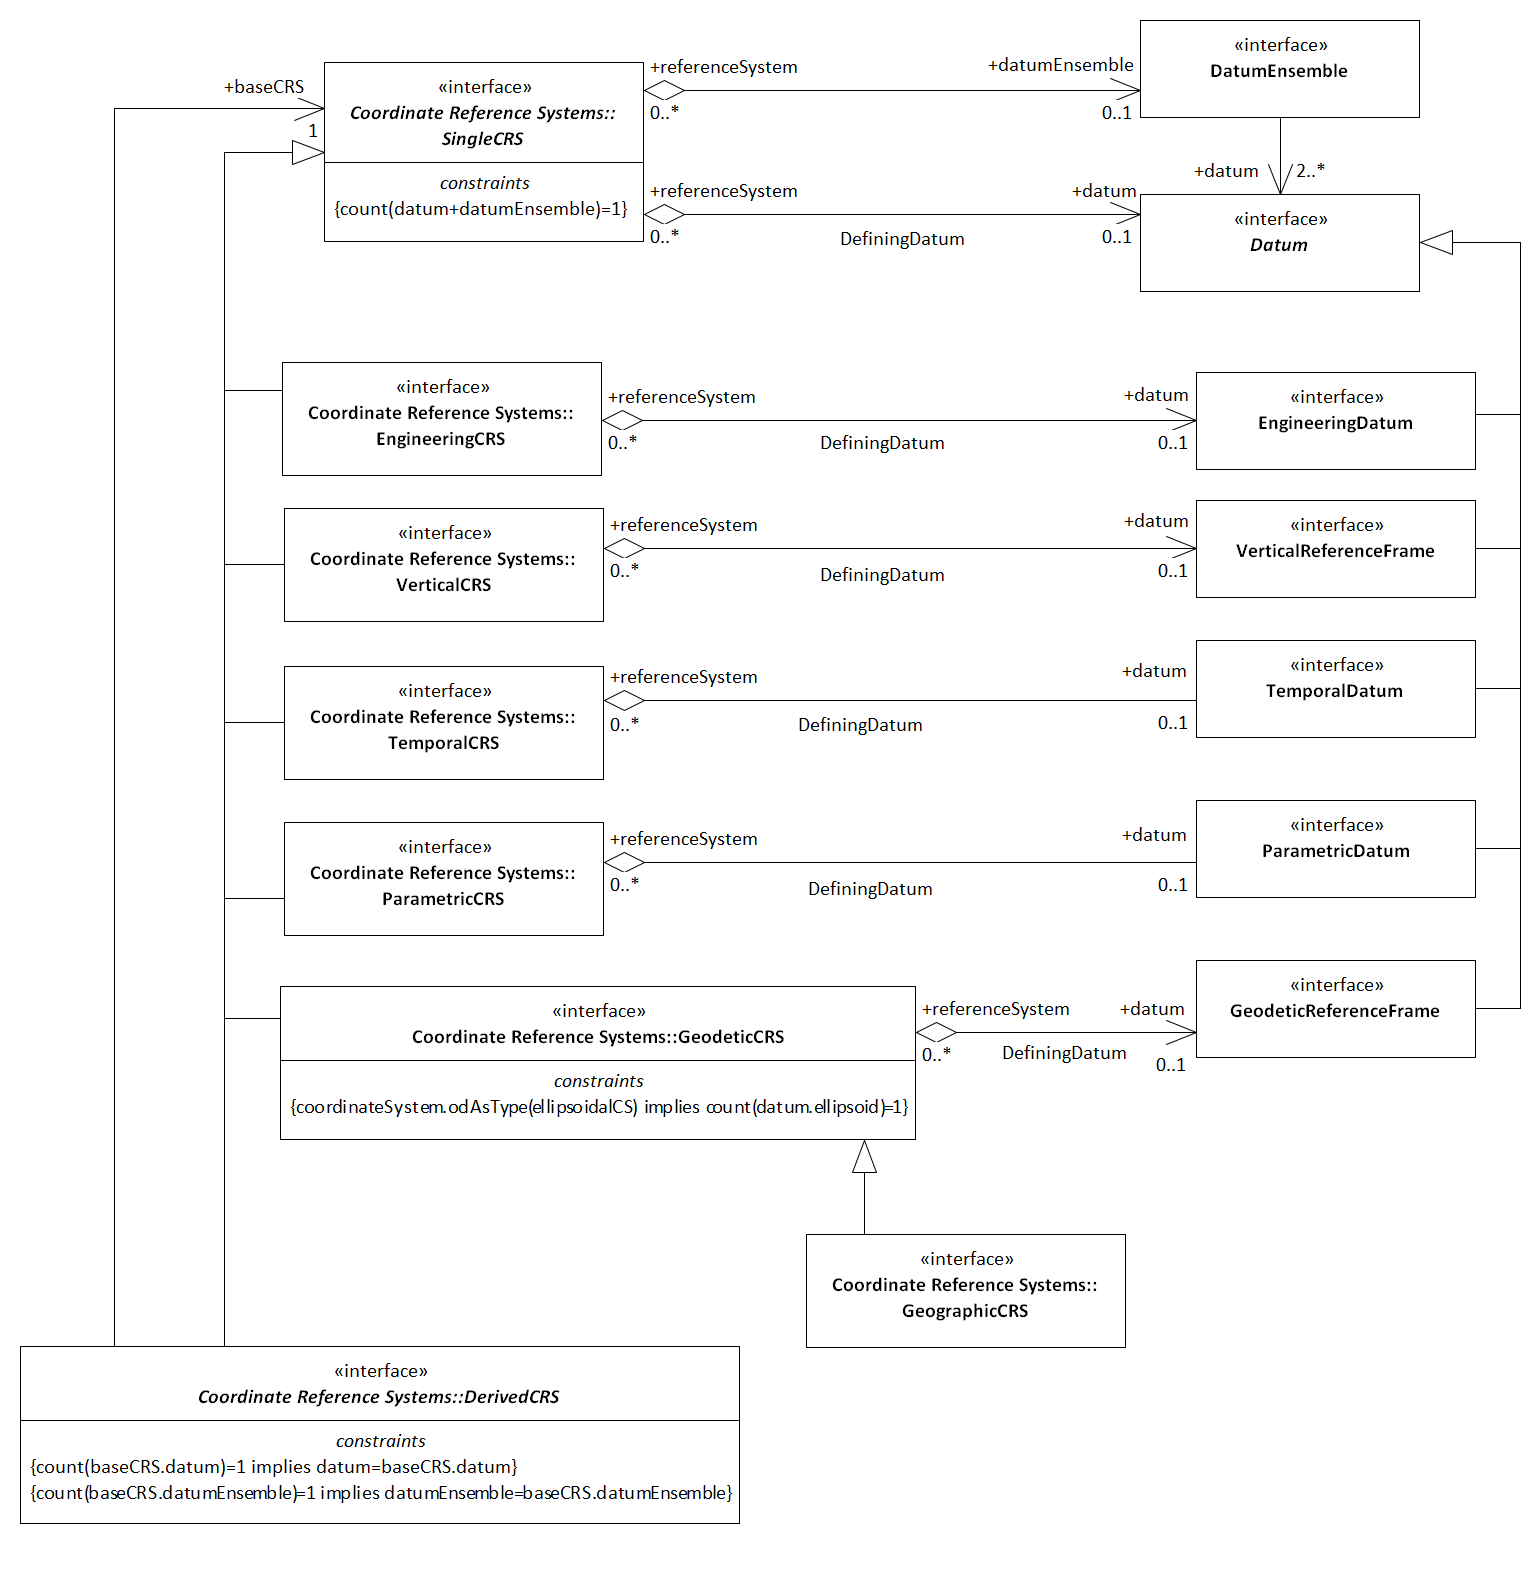 «interface»
DatumEnsemble
+referenceSystem
+datumEnsemble
0..*
0..1
+baseCRS
1
«interface»
Coordinate Reference Systems::
SingleCRS
constraints
{count(datum+datumEnsemble)=1}
+datum
2..*
+referenceSystem
+datum
0..*
DefiningDatum
0..1
«interface»
Datum
«interface»
Coordinate Reference Systems::
EngineeringCRS
+referenceSystem
+datum
0..*
DefiningDatum
0..1
«interface»
EngineeringDatum
«interface»
Coordinate Reference Systems::
VerticalCRS
+referenceSystem
+datum
0..*
DefiningDatum
0..1
«interface»
VerticalReferenceFrame
«interface»
Coordinate Reference Systems::
TemporalCRS
+referenceSystem
+datum
0..*
DefiningDatum
0..1
«interface»
TemporalDatum
«interface»
Coordinate Reference Systems::
ParametricCRS
+referenceSystem
+datum
0..*
DefiningDatum
0..1
«interface»
ParametricDatum
«interface»
Coordinate Reference Systems::GeodeticCRS
constraints
{coordinateSystem.odAsType(ellipsoidalCS) implies count(datum.ellipsoid)=1}
+referenceSystem
+datum
0..*
DefiningDatum
0..1
«interface»
GeodeticReferenceFrame
«interface»
Coordinate Reference Systems::
GeographicCRS
«interface»
Coordinate Reference Systems::DerivedCRS
constraints
{count(baseCRS.datum)=1 implies datum=baseCRS.datum}
{count(baseCRS.datumEnsemble)=1 implies datumEnsemble=baseCRS.datumEnsemble}